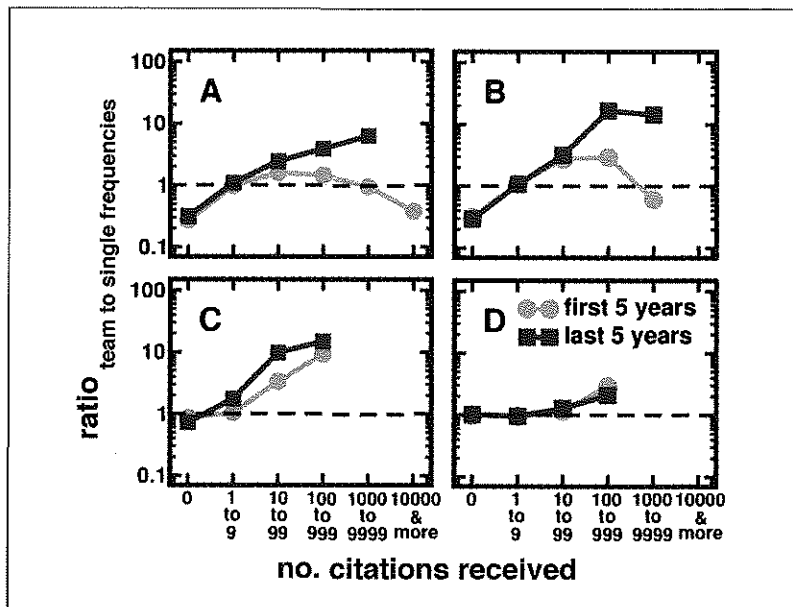 100
10
1
0.1
A
B
100
10
1
0.1
C
D
first 5 years
last 5 years
ratio team to single frequencies
0
1 to 9
10 to 99
100 to 999
1000 to 9999
10000 & more
0
1 to 9
10 to 99
100 to 999
1000 to 9999
10000 & more
no. citations received